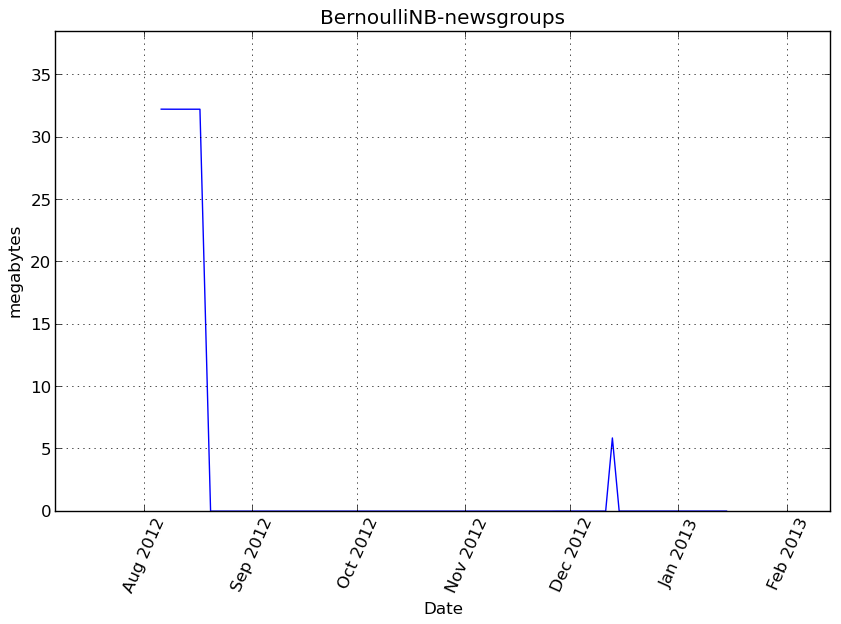 BernoulliNB-newsgroups
35
30
25
20
15
10
5
0
megabytes
Aug 2012
Sep 2012
Oct 2012
Nov 2012
Dec 2012
Jan 2013
Feb 2013
Date